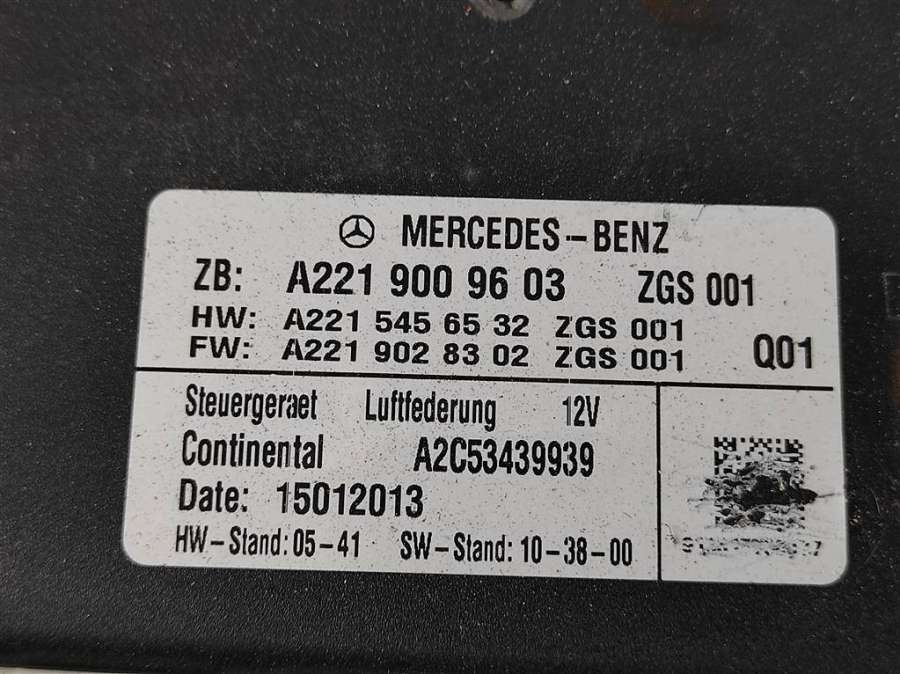 MERCEDES-BENZ
ZB: A221 900 96 03 ZGS 001
HW: A221 545 65 32 ZGS 001
FW: A221 902 83 02 ZGS 001 Q01
Steuergeraet Luftfederung 12V
Continental A2C53439939
Date: 15012013
HW-Stand: 05-41 SW-Stand: 10-38-00